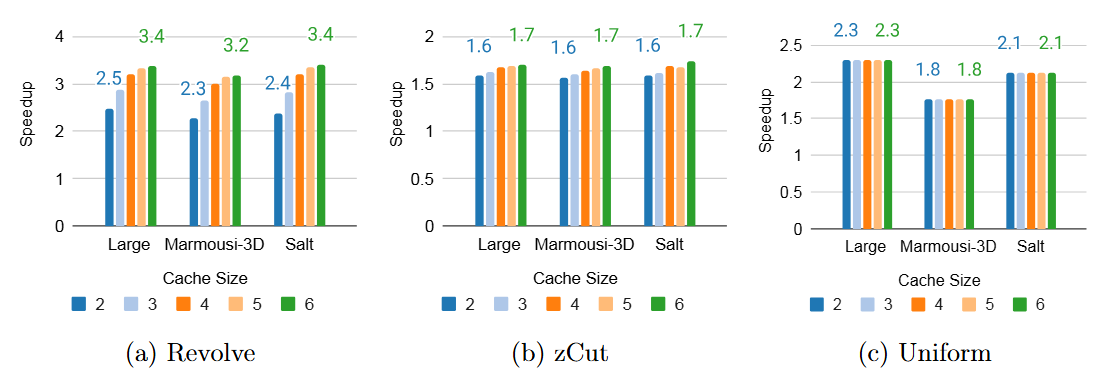 4
3
2
1
0
Speedup
2.5
3.4
2.3
3.2
2.4
3.4
Large Marmousi-3D Salt
Cache Size
2 3 4 5 6
(a) Revolve
2
1.5
1
0.5
0
Speedup
1.6
1.7
1.6
1.7
1.6
1.7
Large Marmousi-3D Salt
Cache Size
2 3 4 5 6
(b) zCut
2.5
2
1.5
1
0.5
0
Speedup
2.3
2.3
1.8
1.8
2.1
2.1
Large Marmousi-3D Salt
Cache Size
2 3 4 5 6
(c) Uniform